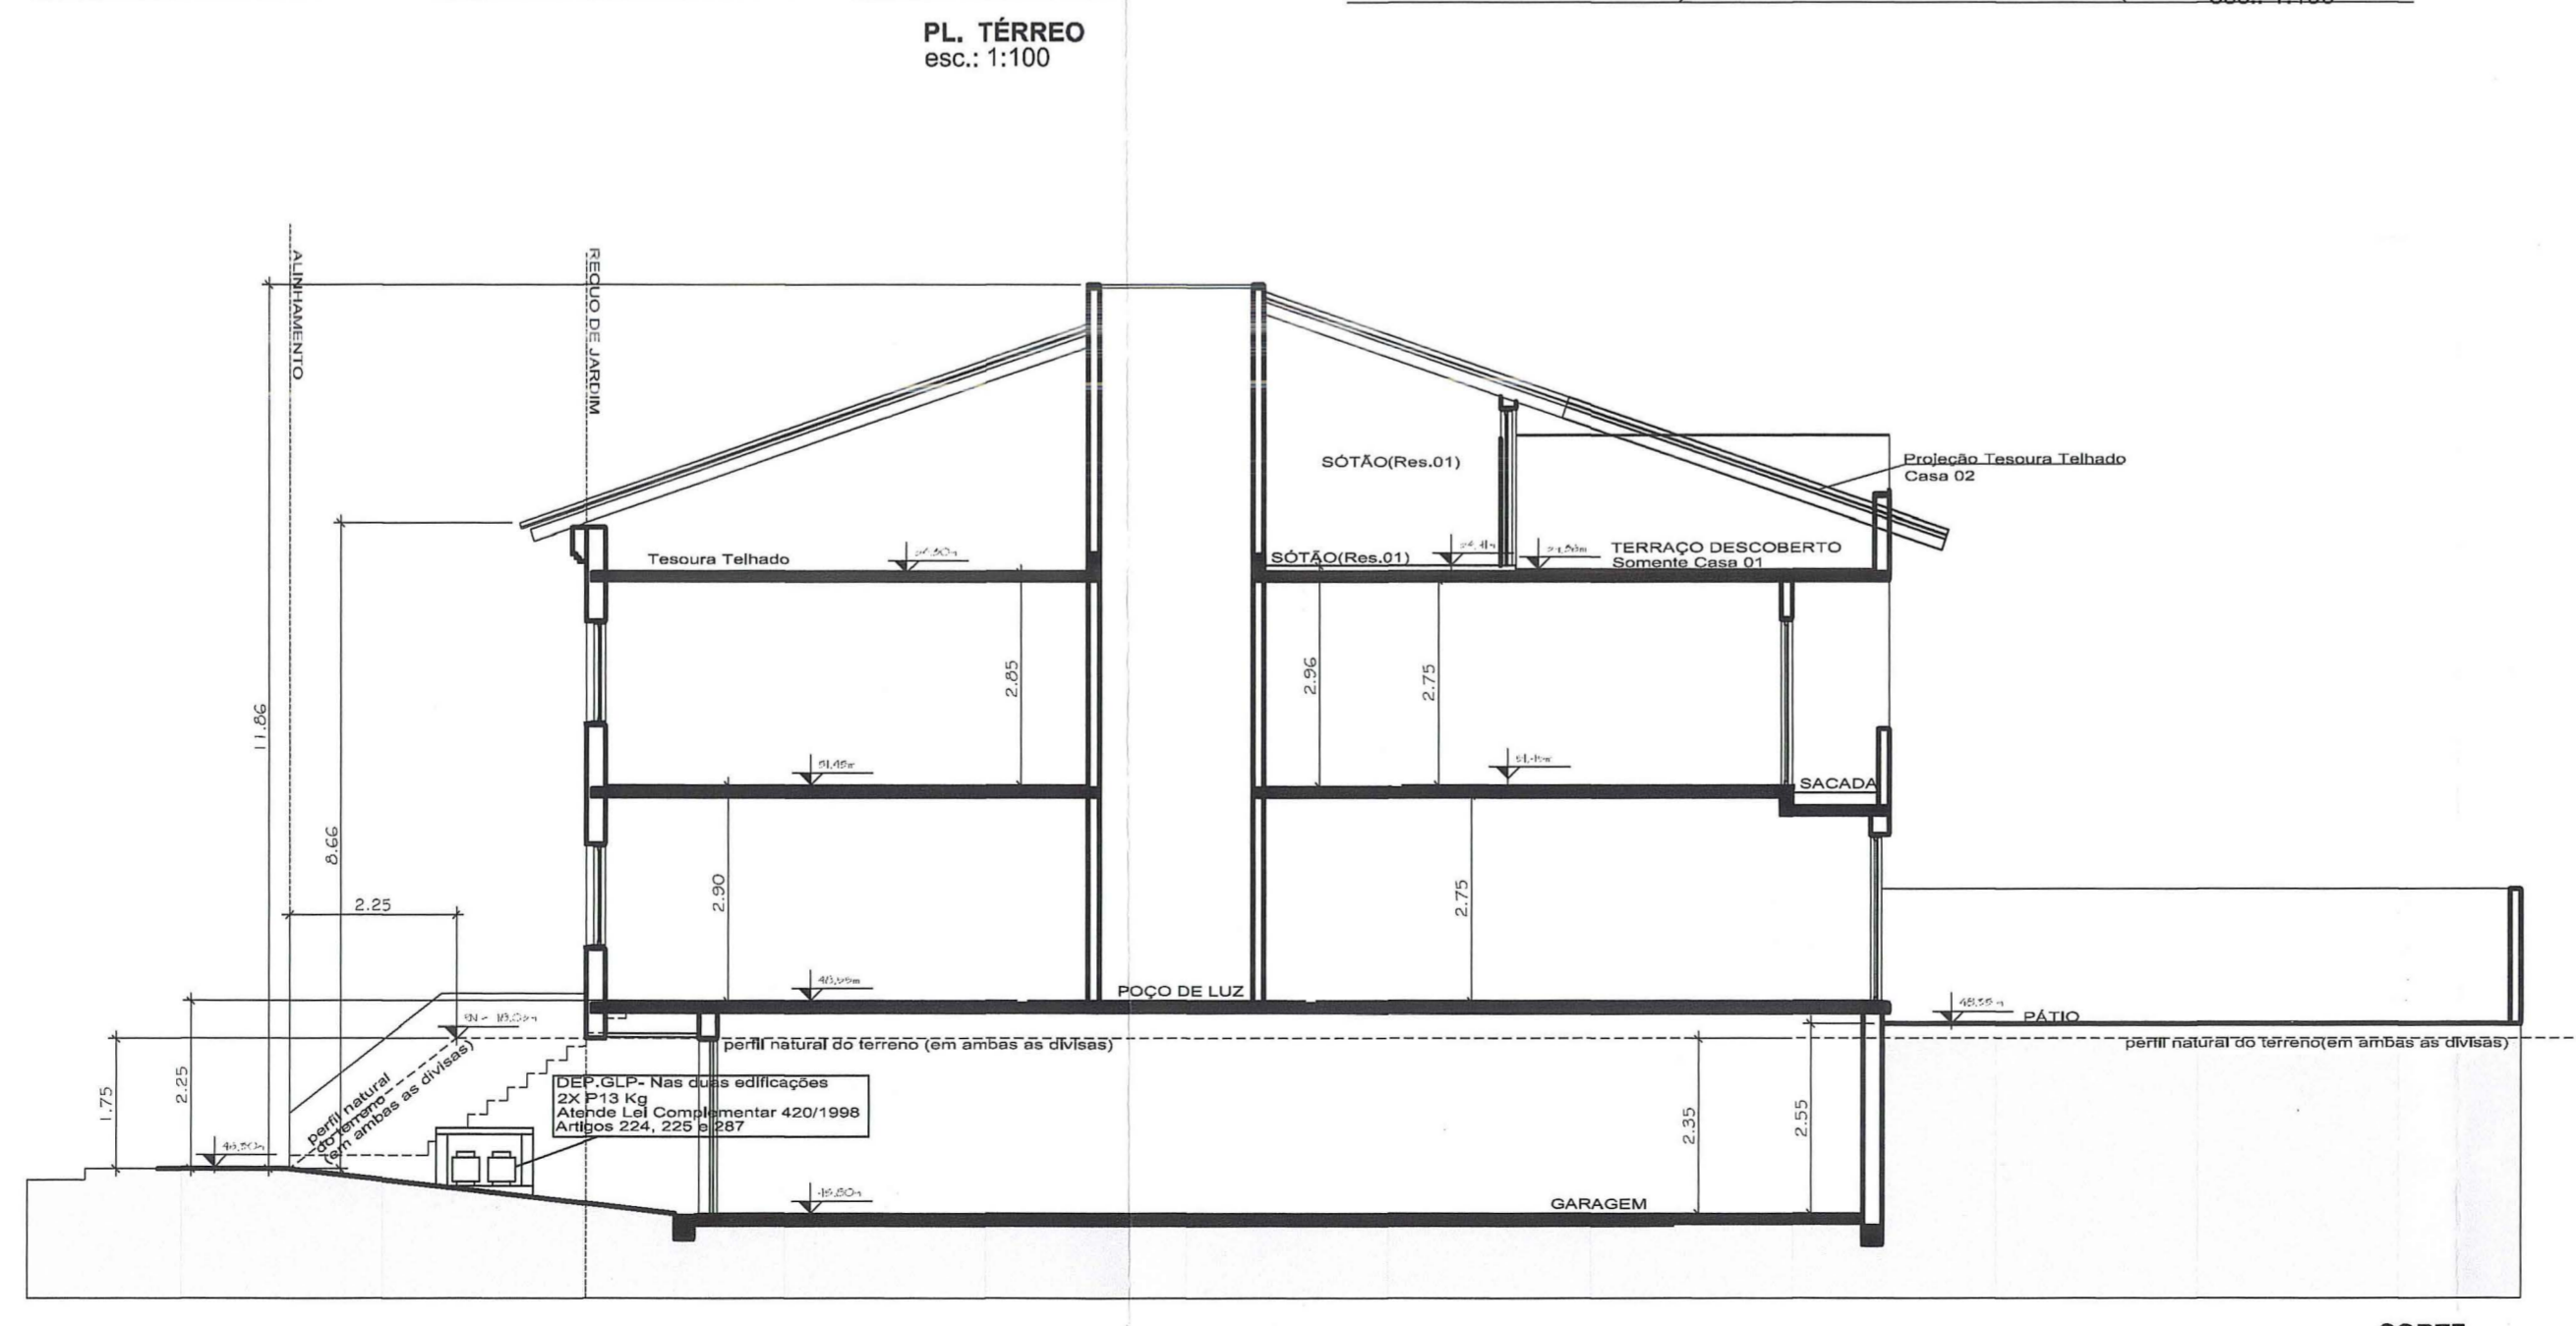 PL. TÉRREO
esc.: 1:100
ALINHAMENTO
RECUO DE JARDIM
SÓTÃO(Res.01)
Projeção Tesoura Telhado
Casa 02
Tesoura Telhado
SÓTÃO(Res.01)
TERRAÇO DESCOBERTO
Somente Casa 01
11.86
8.66
2.85
2.96
2.75
SACADA
2.25
2.90
2.75
POÇO DE LUZ
PÁTIO
perfil natural do terreno (em ambas as divisas)
perfil natural do terreno(em ambas as divisas)
perfil natural
do terreno
(em ambas as divisas)
1.75
2.25
DEP.GLP- Nas duas edificações
2X P13 Kg
Atende Lei Complementar 420/1998
Artigos 224, 225 e 287
2.35
2.55
GARAGEM